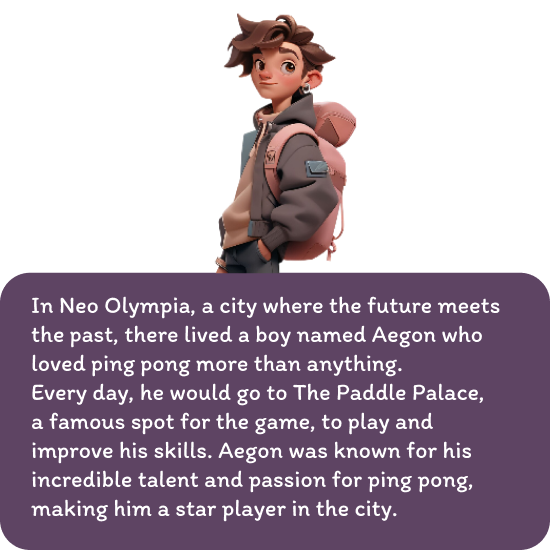 In Neo Olympia, a city where the future meets
the past, there lived a boy named Aegon who
loved ping pong more than anything.
Every day, he would go to The Paddle Palace,
a famous spot for the game, to play and
improve his skills. Aegon was known for his
incredible talent and passion for ping pong,
making him a star player in the city.